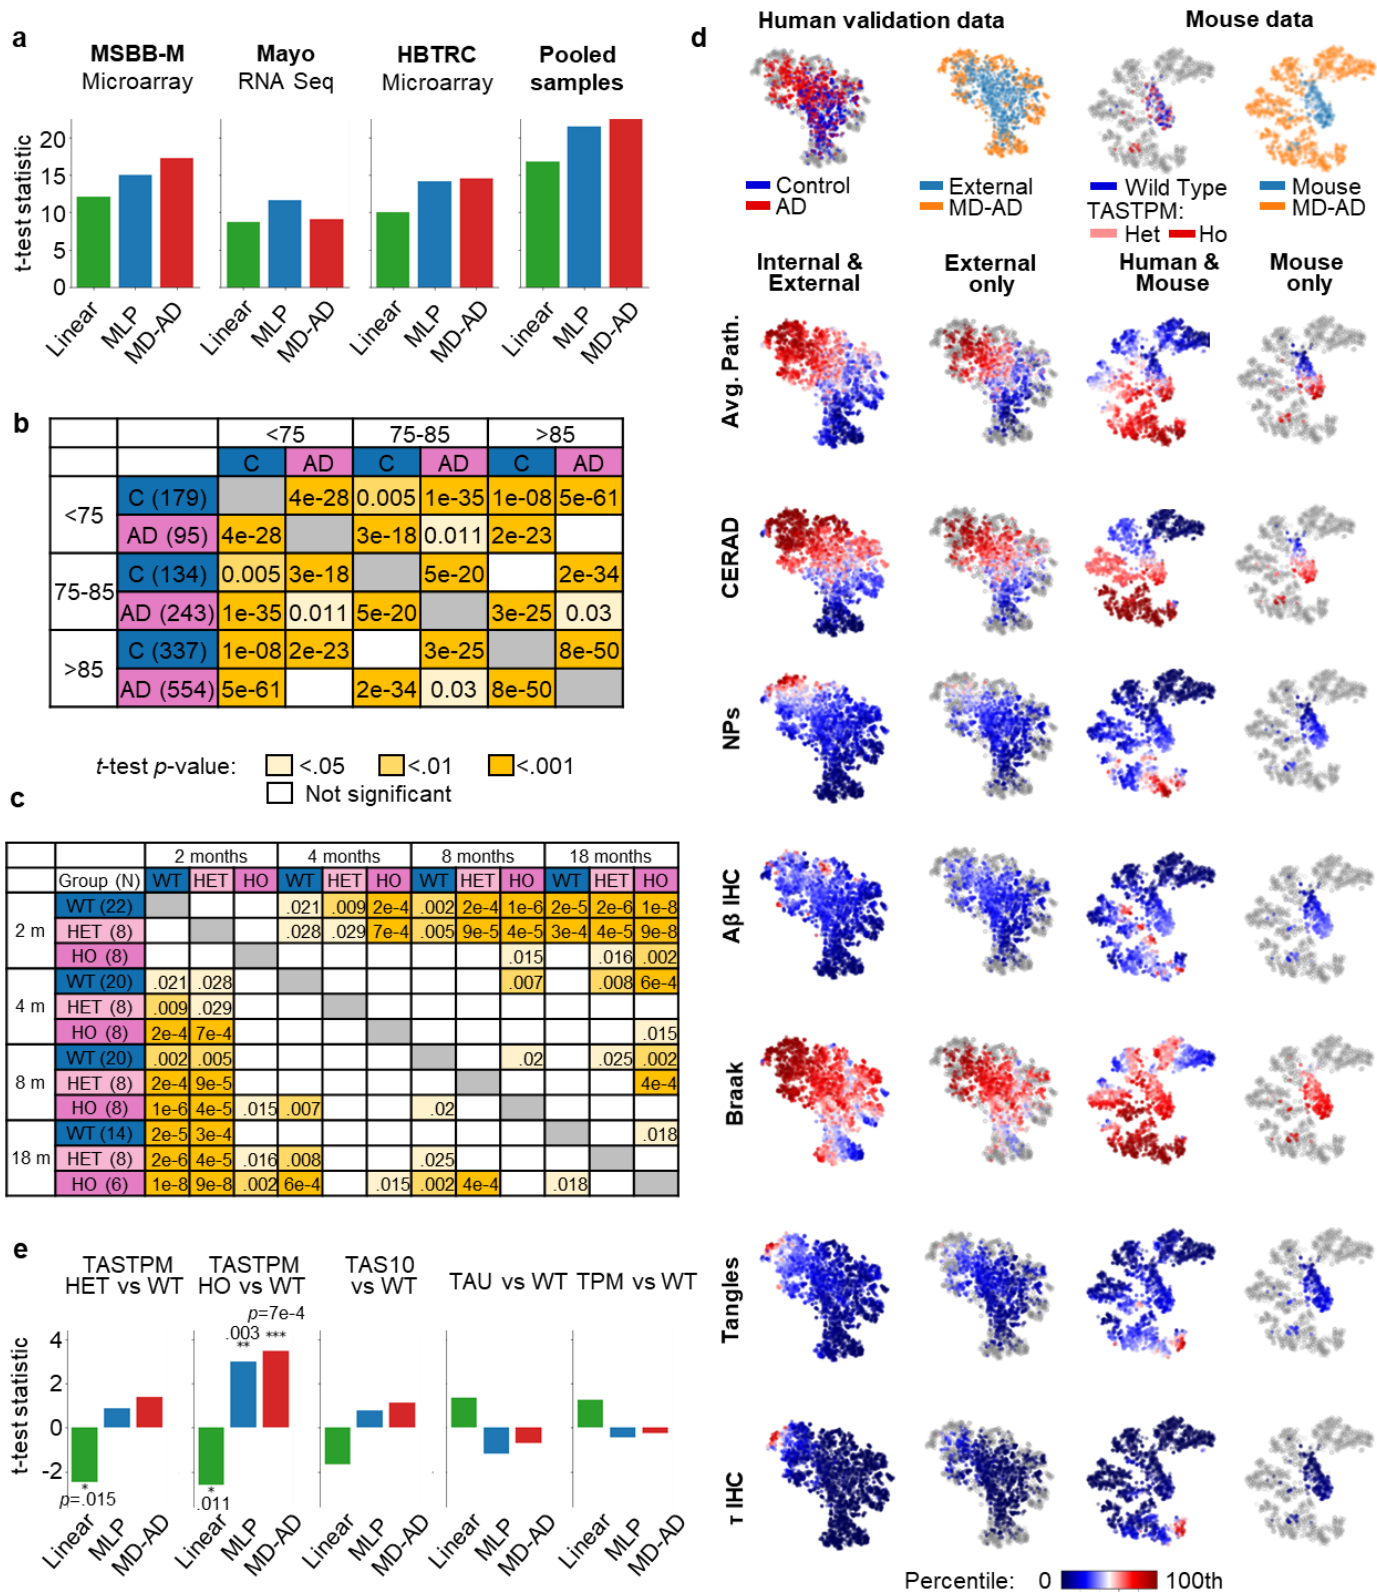 a
MSBB-M
Microarray
Mayo
RNA Seq
HBTRC
Microarray
Pooled
samples
t-test statistic
20
15
10
5
0
Linear MLP MD-AD Linear MLP MD-AD Linear MLP MD-AD Linear MLP MD-AD
b
<75 75-85 >85
C AD C AD C AD
<75
C (179) 4e-28 0.005 1e-35 1e-08 5e-61
AD (95) 4e-28 3e-18 0.011 2e-23
75-85
C (134) 0.005 3e-18 5e-20 2e-34
AD (243) 1e-35 0.011 5e-20 3e-25 0.03
>85
C (337) 1e-08 2e-23 3e-25 8e-50
AD (554) 5e-61 2e-34 0.03 8e-50
t-test p-value: <.05 <.01 <.001
Not significant
c
2 months 4 months 8 months 18 months
Group (N) WT HET HO WT HET HO WT HET HO WT HET HO
2 m
WT (22) .021 .009 2e-4 .002 2e-4 1e-6 2e-5 2e-6 1e-8
HET (8) .028 .029 7e-4 .005 9e-5 4e-5 3e-4 4e-5 9e-8
HO (8) .015 .016 .002
4 m
WT (20) .021 .028 .007 .008 6e-4
HET (8) .009 .029
HO (8) 2e-4 7e-4 .015
8 m
WT (20) .002 .005 .02 .025 .002
HET (8) 2e-4 9e-5 4e-4
HO (8) 1e-6 4e-5 .015 .007 .02
18 m
WT (14) 2e-5 3e-4 .018
HET (8) 2e-6 4e-5 .016 .008 .025
HO (6) 1e-8 9e-8 .002 6e-4 .015 .002 4e-4 .018
e
TASTPM
HET vs WT
TASTPM
HO vs WT
TAS10
vs WT
TAU vs WT
TPM vs WT
t-test statistic
4
2
0
-2
*
p=.015
*
.011
.003
**
p=7e-4
***
Linear MLP MD-AD Linear MLP MD-AD Linear MLP MD-AD Linear MLP MD-AD Linear MLP MD-AD
d
Human validation data
Mouse data
Control
AD
External
MD-AD
Wild Type
TASTPM:
Het Ho
Mouse
MD-AD
Internal &
External
External
only
Human &
Mouse
Mouse
only
Avg. Path.
CERAD
NPs
Aβ IHC
Braak
Tangles
τ IHC
Percentile: 0 100th